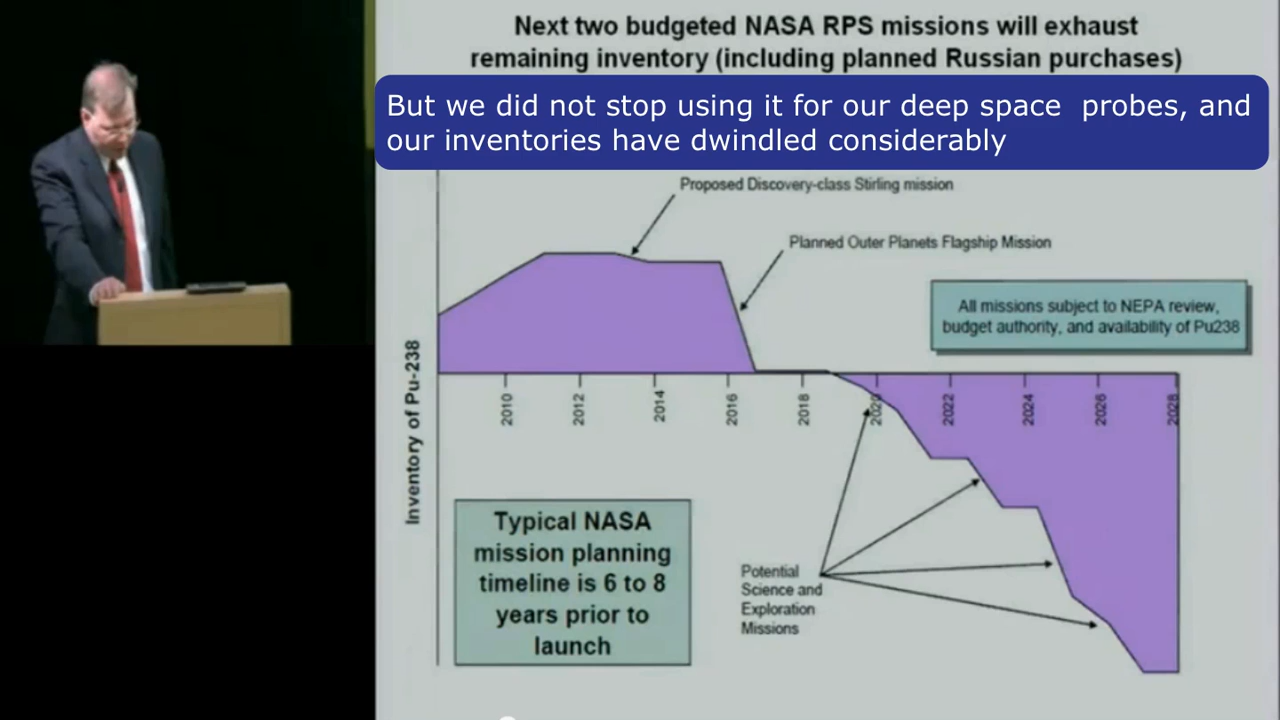 Next two budgeted NASA RPS missions will exhaust
remaining inventory (including planned Russian purchases)
But we did not stop using it for our deep space  probes, and
our inventories have dwindled considerably
Proposed Discovery-class Stirling mission
Planned Outer Planets Flagship Mission
All missions subject to NEPA review,
budget authority, and availability of Pu238
Inventory of Pu-238
2010
2012
2014
2016
2018
2020
2022
2024
2026
2028
Typical NASA
mission planning
timeline is 6 to 8
years prior to
launch
Potential
Science and
Exploration
Missions